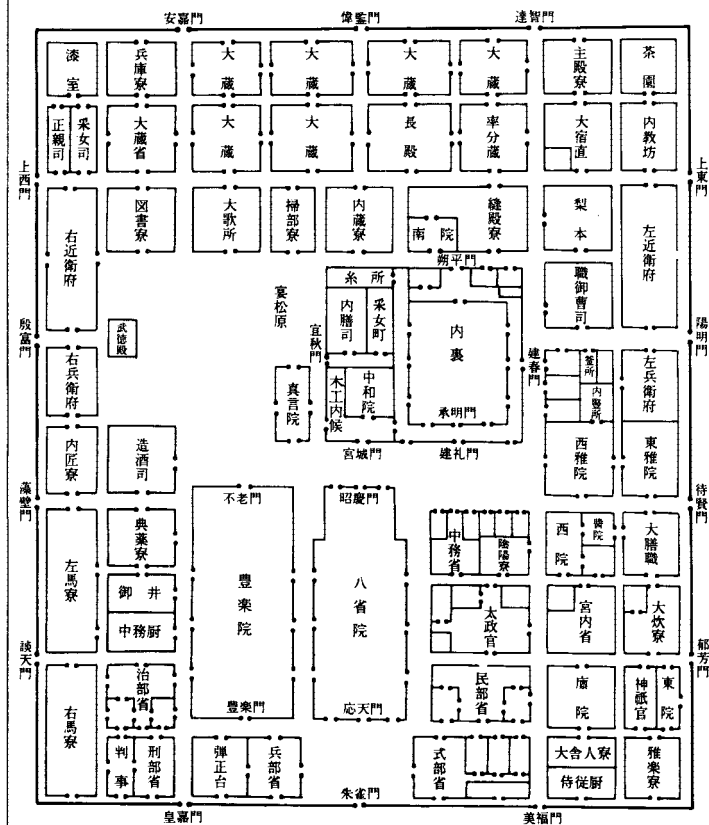 安嘉門
偉鑒門
達智門
漆室
兵庫寮
大蔵
大蔵
大蔵
大蔵
主殿寮
茶園
正親司
采女司
大蔵省
大蔵
大蔵
長殿
率分蔵
大宿直
内教坊
上西門
上東門
右近衛府
図書寮
大歌所
掃部寮
内蔵寮
南院
縫殿寮
梨本
左近衛府
朔平門
職御曹司
糸所
宴松原
内膳司
采女町
内裏
殷富門
武徳殿
宜秋門
建春門
陽明門
右兵衛府
真言院
木工内候
中和院
承明門
内竪所
左兵衛府
内匠寮
造酒司
宮城門
建礼門
西雅院
東雅院
藻壁門
待賢門
不老門
昭慶門
典薬寮
中務省
陰陽寮
西院
醬院
大膳職
左馬寮
御井
中務厨
豊楽院
八省院
太政官
宮内省
大炊寮
談天門
郁芳門
右馬寮
治部省
豊楽門
応天門
民部省
廩院
神祇官
東院
判事
刑部省
弾正台
兵部省
式部省
大舎人寮
侍従厨
雅楽寮
皇嘉門
朱雀門
美福門